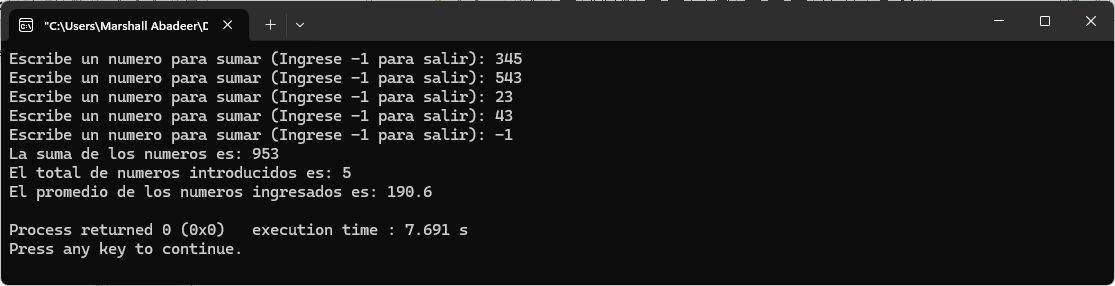 "C:\Users\Marshall Abadeer\D
Escribe un numero para sumar (Ingrese -1 para salir): 345
Escribe un numero para sumar (Ingrese -1 para salir): 543
Escribe un numero para sumar (Ingrese -1 para salir): 23
Escribe un numero para sumar (Ingrese -1 para salir): 43
Escribe un numero para sumar (Ingrese -1 para salir): -1
La suma de los numeros es: 953
El total de numeros introducidos es: 5
El promedio de los numeros ingresados es: 190.6
Process returned 0 (0x0)   execution time : 7.691 s
Press any key to continue.